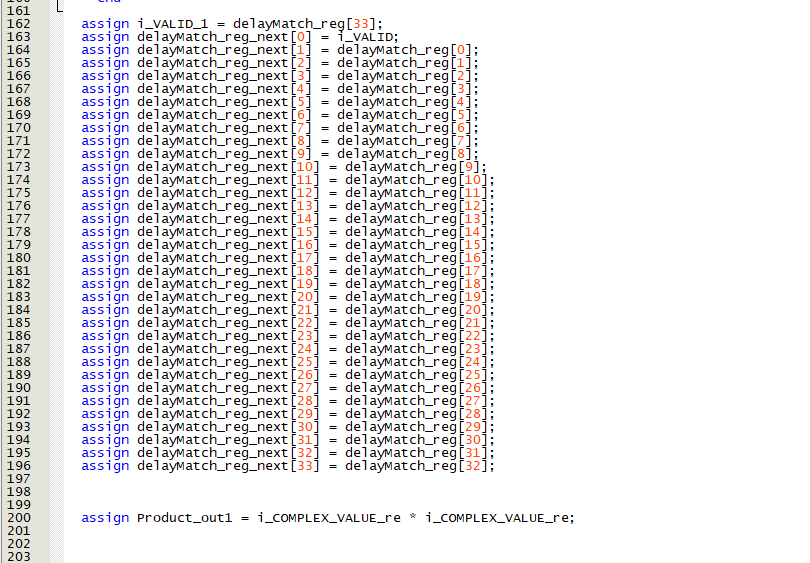 161
162 assign i_VALID_1 = delayMatch_reg[33];
163 assign delayMatch_reg_next[0] = i_VALID;
164 assign delayMatch_reg_next[1] = delayMatch_reg[0];
165 assign delayMatch_reg_next[2] = delayMatch_reg[1];
166 assign delayMatch_reg_next[3] = delayMatch_reg[2];
167 assign delayMatch_reg_next[4] = delayMatch_reg[3];
168 assign delayMatch_reg_next[5] = delayMatch_reg[4];
169 assign delayMatch_reg_next[6] = delayMatch_reg[5];
170 assign delayMatch_reg_next[7] = delayMatch_reg[6];
171 assign delayMatch_reg_next[8] = delayMatch_reg[7];
172 assign delayMatch_reg_next[9] = delayMatch_reg[8];
173 assign delayMatch_reg_next[10] = delayMatch_reg[9];
174 assign delayMatch_reg_next[11] = delayMatch_reg[10];
175 assign delayMatch_reg_next[12] = delayMatch_reg[11];
176 assign delayMatch_reg_next[13] = delayMatch_reg[12];
177 assign delayMatch_reg_next[14] = delayMatch_reg[13];
178 assign delayMatch_reg_next[15] = delayMatch_reg[14];
179 assign delayMatch_reg_next[16] = delayMatch_reg[15];
180 assign delayMatch_reg_next[17] = delayMatch_reg[16];
181 assign delayMatch_reg_next[18] = delayMatch_reg[17];
182 assign delayMatch_reg_next[19] = delayMatch_reg[18];
183 assign delayMatch_reg_next[20] = delayMatch_reg[19];
184 assign delayMatch_reg_next[21] = delayMatch_reg[20];
185 assign delayMatch_reg_next[22] = delayMatch_reg[21];
186 assign delayMatch_reg_next[23] = delayMatch_reg[22];
187 assign delayMatch_reg_next[24] = delayMatch_reg[23];
188 assign delayMatch_reg_next[25] = delayMatch_reg[24];
189 assign delayMatch_reg_next[26] = delayMatch_reg[25];
190 assign delayMatch_reg_next[27] = delayMatch_reg[26];
191 assign delayMatch_reg_next[28] = delayMatch_reg[27];
192 assign delayMatch_reg_next[29] = delayMatch_reg[28];
193 assign delayMatch_reg_next[30] = delayMatch_reg[29];
194 assign delayMatch_reg_next[31] = delayMatch_reg[30];
195 assign delayMatch_reg_next[32] = delayMatch_reg[31];
196 assign delayMatch_reg_next[33] = delayMatch_reg[32];
197
198
199
200 assign Product_out1 = i_COMPLEX_VALUE_re * i_COMPLEX_VALUE_re;
201
202
203